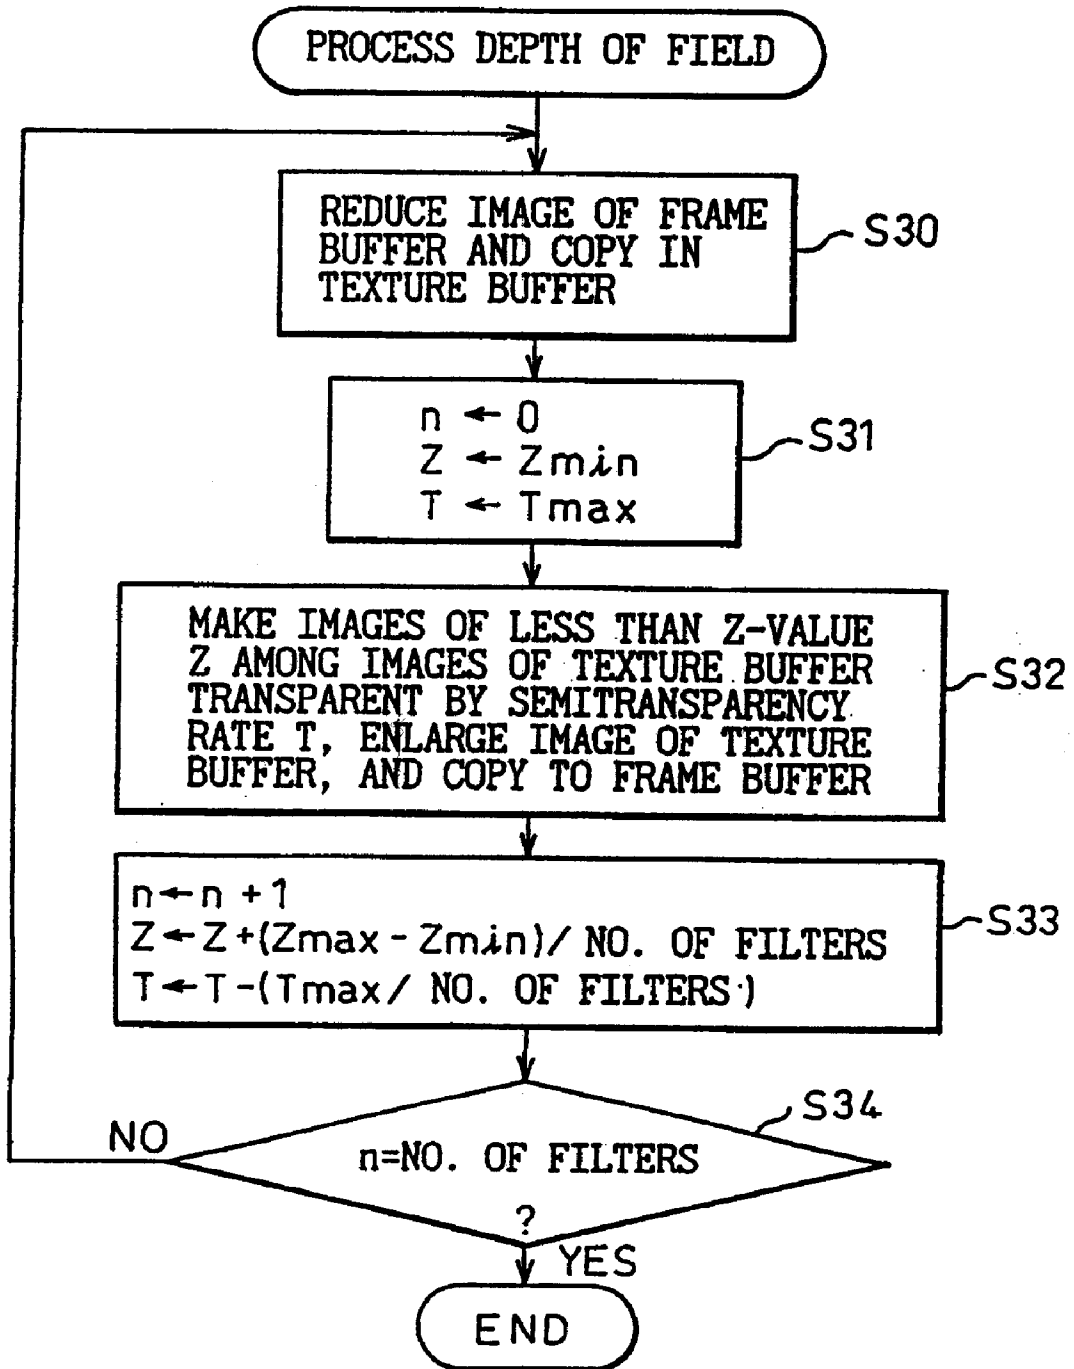 PROCESS DEPTH OF FIELD
REDUCE IMAGE OF FRAME
BUFFER AND COPY IN
TEXTURE BUFFER
S30
n ← 0
Z ← Zmin
T ← Tmax
S31
MAKE IMAGES OF LESS THAN Z-VALUE
Z AMONG IMAGES OF TEXTURE BUFFER
TRANSPARENT BY SEMITRANSPARENCY
RATE T, ENLARGE IMAGE OF TEXTURE
BUFFER, AND COPY TO FRAME BUFFER
S32
n ← n + 1
Z ← Z+(Zmax - Zmin)/ NO. OF FILTERS
T ← T-(Tmax/ NO. OF FILTERS)
S33
S34
NO
n=NO. OF FILTERS
?
YES
END